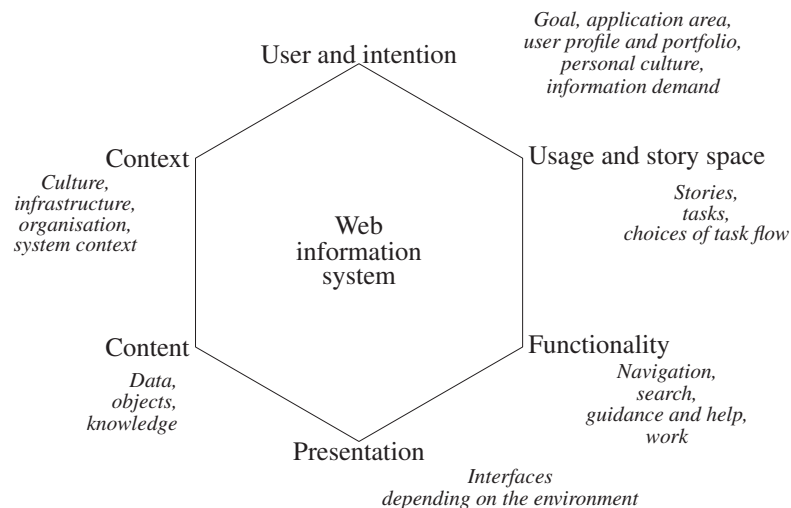 Goal, application area,
user profile and portfolio,
personal culture,
information demand
User and intention
Context
Culture,
infrastructure,
organisation,
system context
Usage and story space
Stories,
tasks,
choices of task flow
Web
information
system
Content
Data,
objects,
knowledge
Functionality
Navigation,
search,
guidance and help,
work
Presentation
Interfaces
depending on the environment